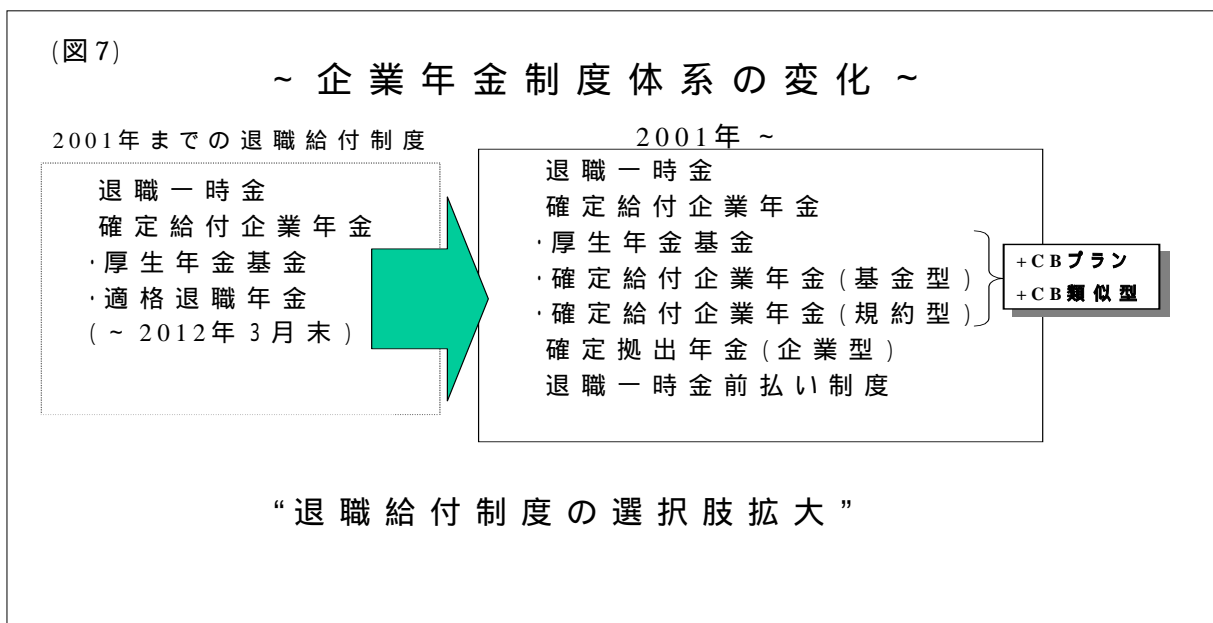 (図7)
~企業年金制度体系の変化~
2001年までの退職給付制度
退職一時金
確定給付企業年金
・厚生年金基金
・適格退職年金
(~2012年3月末)
2001年~
退職一時金
確定給付企業年金
・厚生年金基金
・確定給付企業年金(基金型)
・確定給付企業年金(規約型)
確定拠出年金(企業型)
退職一時金前払い制度
+CBプラン
+CB類似型
“退職給付制度の選択肢拡大”